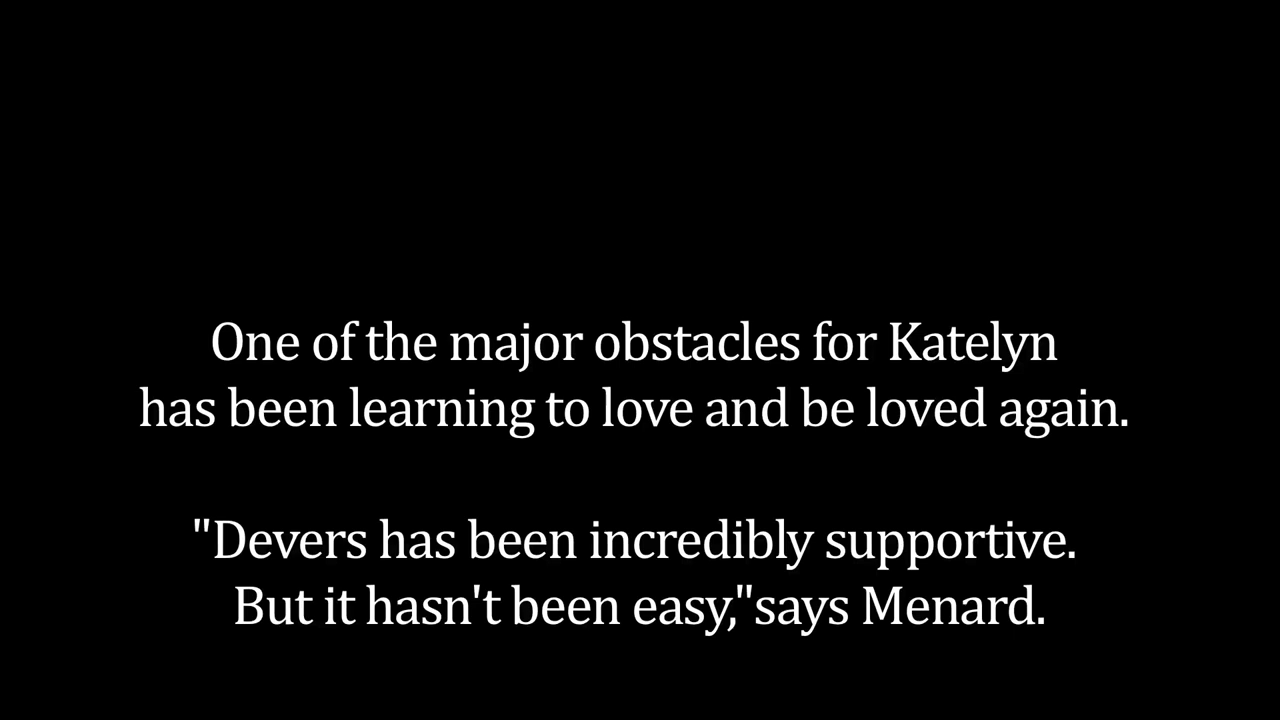 One of the major obstacles for Katelyn
has been learning to love and be loved again.
"Devers has been incredibly supportive.
But it hasn't been easy,"says Menard.